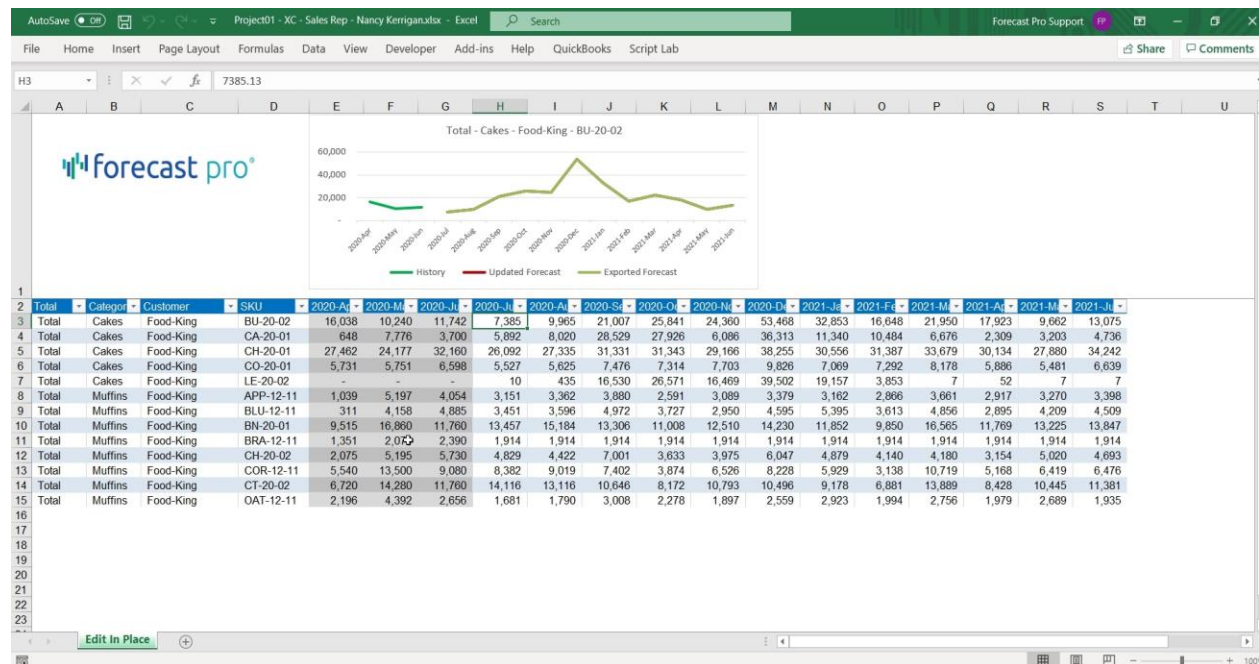 AutoSave Off Project01 - XC - Sales Rep - Nancy Kerrigan.xlsx - Excel Search Forecast Pro Support FP
File Home Insert Page Layout Formulas Data View Developer Add-ins Help QuickBooks Script Lab Share Comments
H3 fx 7385.13
A B C D E F G H I J K L M N O P Q R S T U
forecast pro
Total - Cakes - Food-King - BU-20-02
60,000
40,000
20,000
-
2020-Apr 2020-May 2020-Jun 2020-Jul 2020-Aug 2020-Sep 2020-Oct 2020-Nov 2020-Dec 2021-Jan 2021-Feb 2021-Mar 2021-Apr 2021-May 2021-Jun
History Updated Forecast Exported Forecast
1
2 Total Categor Customer SKU 2020-Ap 2020-Ma 2020-Ju 2020-Ju 2020-Au 2020-Se 2020-Oc 2020-No 2020-De 2021-Ja 2021-Fe 2021-Ma 2021-Ap 2021-Ma 2021-Ju
3 Total Cakes Food-King BU-20-02 16,038 10,240 11,742 7,385 9,965 21,007 25,841 24,360 53,468 32,853 16,648 21,950 17,923 9,662 13,075
4 Total Cakes Food-King CA-20-01 648 7,776 3,700 5,892 8,020 28,529 27,926 6,086 36,313 11,340 10,484 6,676 2,309 3,203 4,736
5 Total Cakes Food-King CH-20-01 27,462 24,177 32,160 26,092 27,335 31,331 31,343 29,166 38,255 30,556 31,387 33,679 30,134 27,880 34,242
6 Total Cakes Food-King CO-20-01 5,731 5,751 6,598 5,527 5,625 7,476 7,314 7,703 9,826 7,069 7,292 8,178 5,886 5,481 6,639
7 Total Cakes Food-King LE-20-02 - - - 10 435 16,530 26,571 16,469 39,502 19,157 3,853 7 52 7 7
8 Total Muffins Food-King APP-12-11 1,039 5,197 4,054 3,151 3,362 3,880 2,591 3,089 3,379 3,162 2,866 3,661 2,917 3,270 3,398
9 Total Muffins Food-King BLU-12-11 311 4,158 4,885 3,451 3,596 4,972 3,727 2,950 4,595 5,395 3,613 4,856 2,895 4,209 4,509
10 Total Muffins Food-King BN-20-01 9,515 16,860 11,760 13,457 15,184 13,306 11,008 12,510 14,230 11,852 9,850 16,565 11,769 13,225 13,847
11 Total Muffins Food-King BRA-12-11 1,351 2,390 1,914 1,914 1,914 1,914 1,914 1,914 1,914 1,914 1,914 1,914 1,914 1,914
12 Total Muffins Food-King CH-20-02 2,075 5,195 5,730 4,829 4,422 7,001 3,633 3,975 6,047 4,879 4,140 4,180 3,154 5,020 4,693
13 Total Muffins Food-King COR-12-11 5,540 13,500 9,080 8,382 9,019 7,402 3,874 6,526 8,228 5,929 3,138 10,719 5,168 6,419 6,476
14 Total Muffins Food-King CT-20-02 6,720 14,280 11,760 14,116 13,116 10,646 8,172 10,793 10,496 9,178 6,881 13,889 8,428 10,445 11,381
15 Total Muffins Food-King OAT-12-11 2,196 4,392 2,656 1,681 1,790 3,008 2,278 1,897 2,559 2,923 1,994 2,756 1,979 2,689 1,935
16
17
18
19
20
21
22
23
Edit In Place